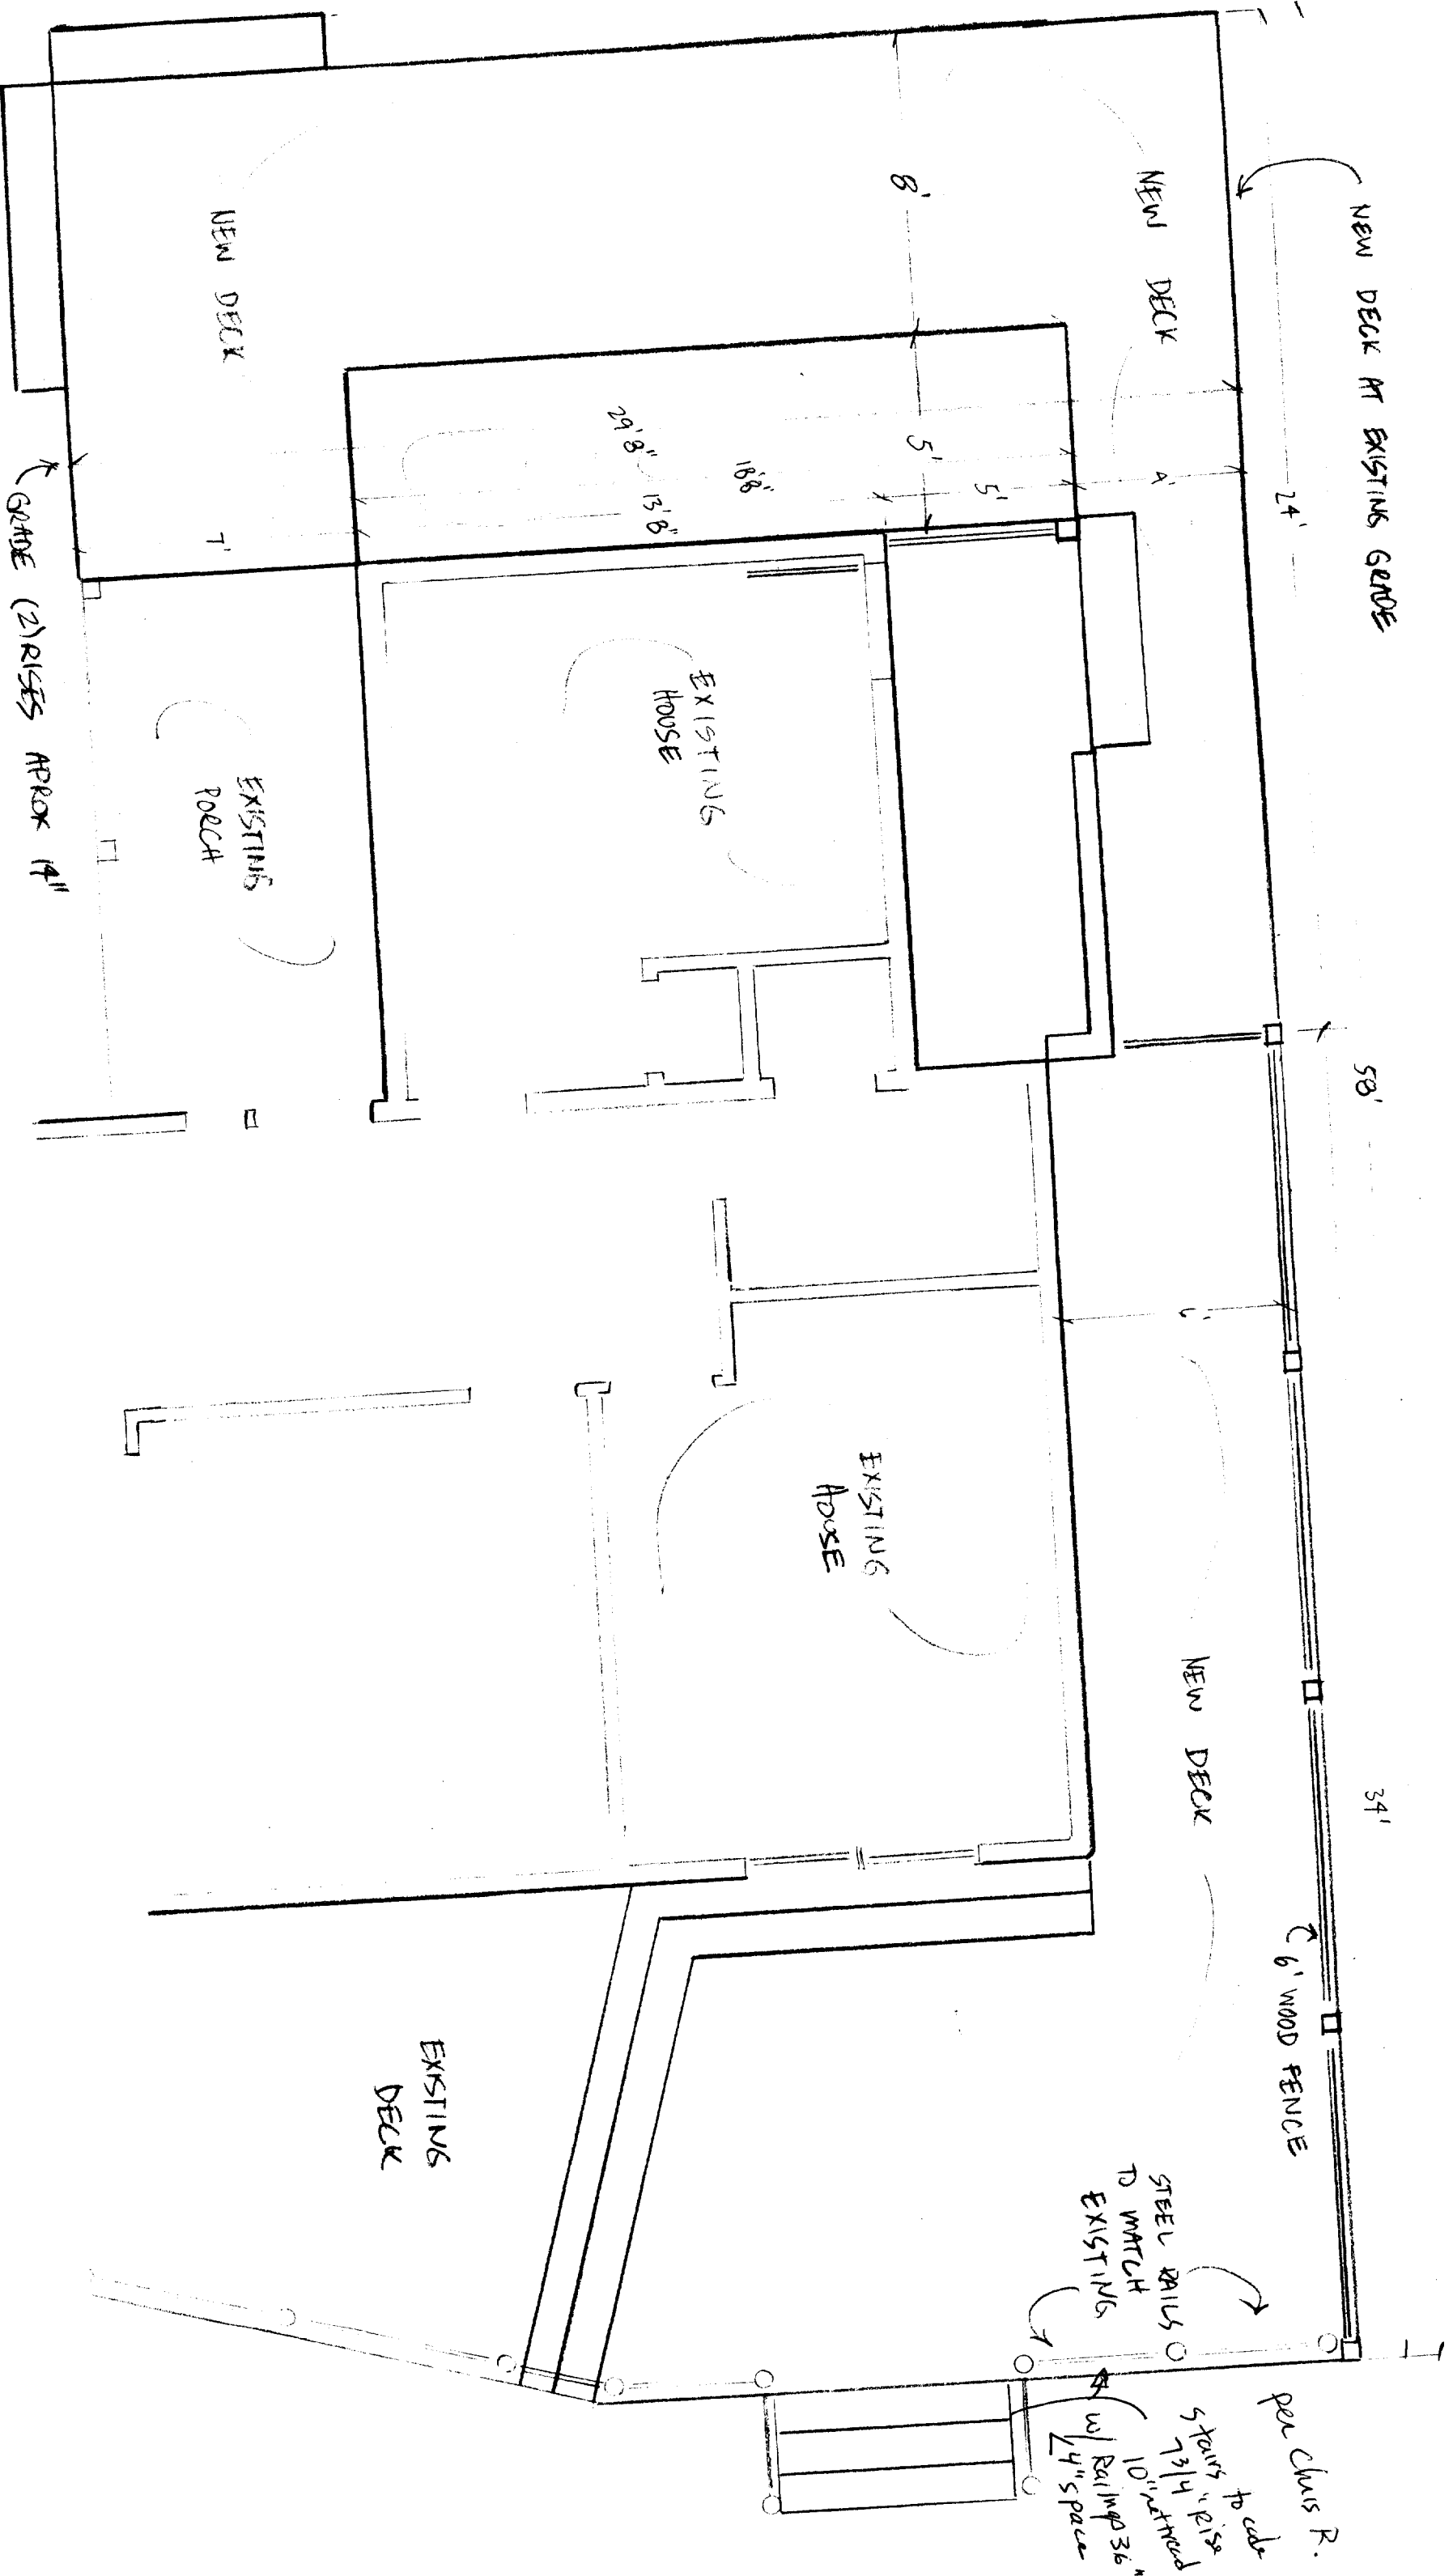 NEW DECK AT EXISTING GRADE
24'
58'
34'
6' WOOD FENCE
NEW DECK
8'
4'
5'
5'
29'8"
18'8"
13'8"
7'
NEW DECK
EXISTING
HOUSE
EXISTING
PORCH
GRADE (2) RISES APROX 14"
6'
NEW DECK
EXISTING
HOUSE
EXISTING
DECK
STEEL RAILS
TO MATCH
EXISTING
per Chris R.
Stairs to code
7 3/4" Rise
10" net tread
w/ Railings 36"
<4" space